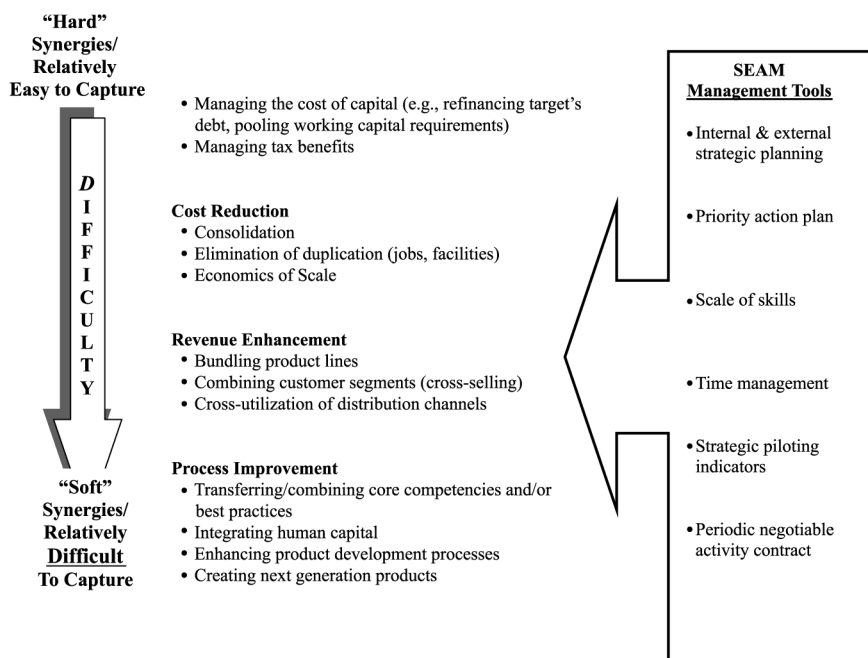 “Hard”
Synergies/
Relatively
Easy to Capture
DIFFICULTY
“Soft”
Synergies/
Relatively
Difficult
To Capture
• Managing the cost of capital (e.g., refinancing target’s
debt, pooling working capital requirements)
• Managing tax benefits
Cost Reduction
• Consolidation
• Elimination of duplication (jobs, facilities)
• Economics of Scale
Revenue Enhancement
• Bundling product lines
• Combining customer segments (cross-selling)
• Cross-utilization of distribution channels
Process Improvement
• Transferring/combining core competencies and/or
best practices
• Integrating human capital
• Enhancing product development processes
• Creating next generation products
SEAM
Management Tools
• Internal & external
strategic planning
• Priority action plan
• Scale of skills
• Time management
• Strategic piloting
indicators
• Periodic negotiable
activity contract